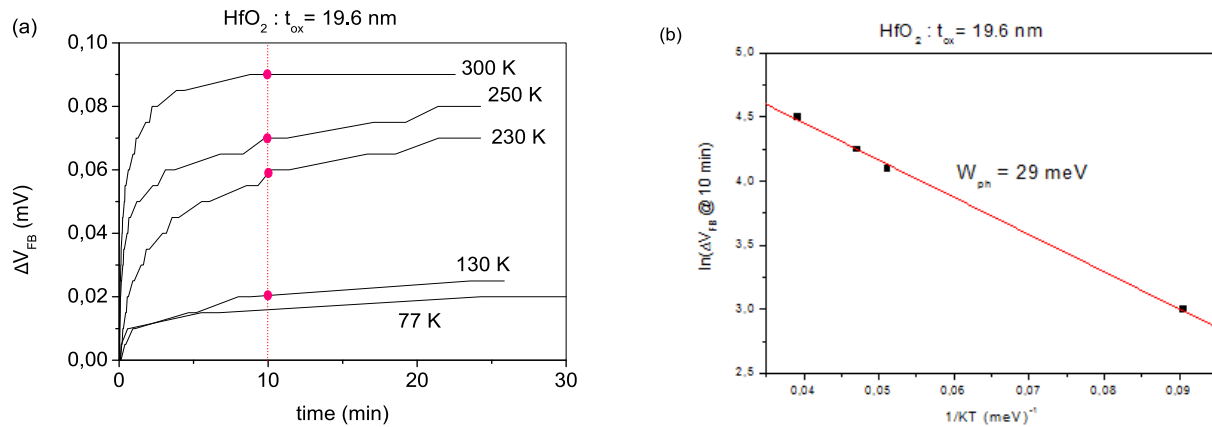 (a)
HfO2 : tox= 19.6 nm
0,10
0,08
0,06
0,04
0,02
0,00
ΔVFB (mV)
300 K
250 K
230 K
130 K
77 K
0
10
20
30
time (min)
(b)
HfO2 : tox= 19.6 nm
5,0
4,5
4,0
3,5
3,0
2,5
ln(ΔVFB @ 10 min)
Wph = 29 meV
0,04
0,05
0,06
0,07
0,08
0,09
1/KT (meV)-1